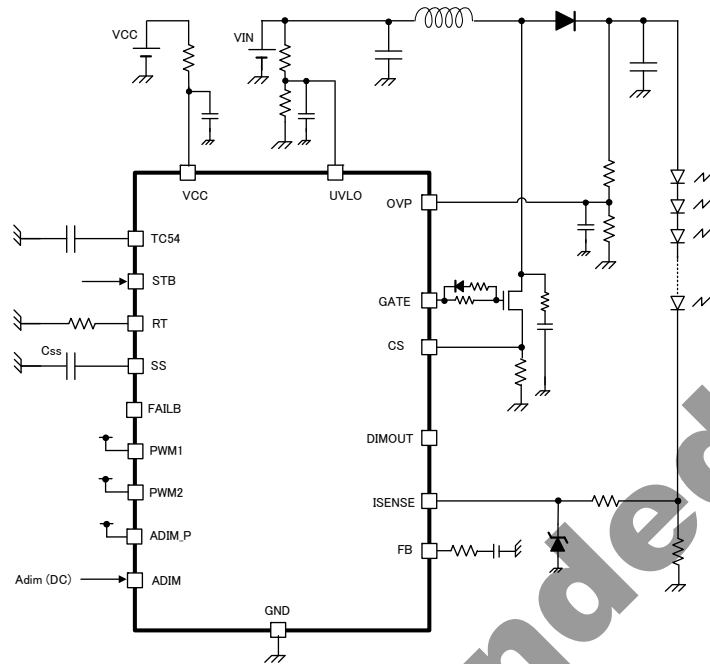 VCC
VIN
VCC
UVLO
OVP
TC54
STB
GATE
RT
CS
Css
SS
FAILB
DIMOUT
PWM1
PWM2
ISENSE
ADIM_P
FB
Adim (DC)
ADIM
GND
nded